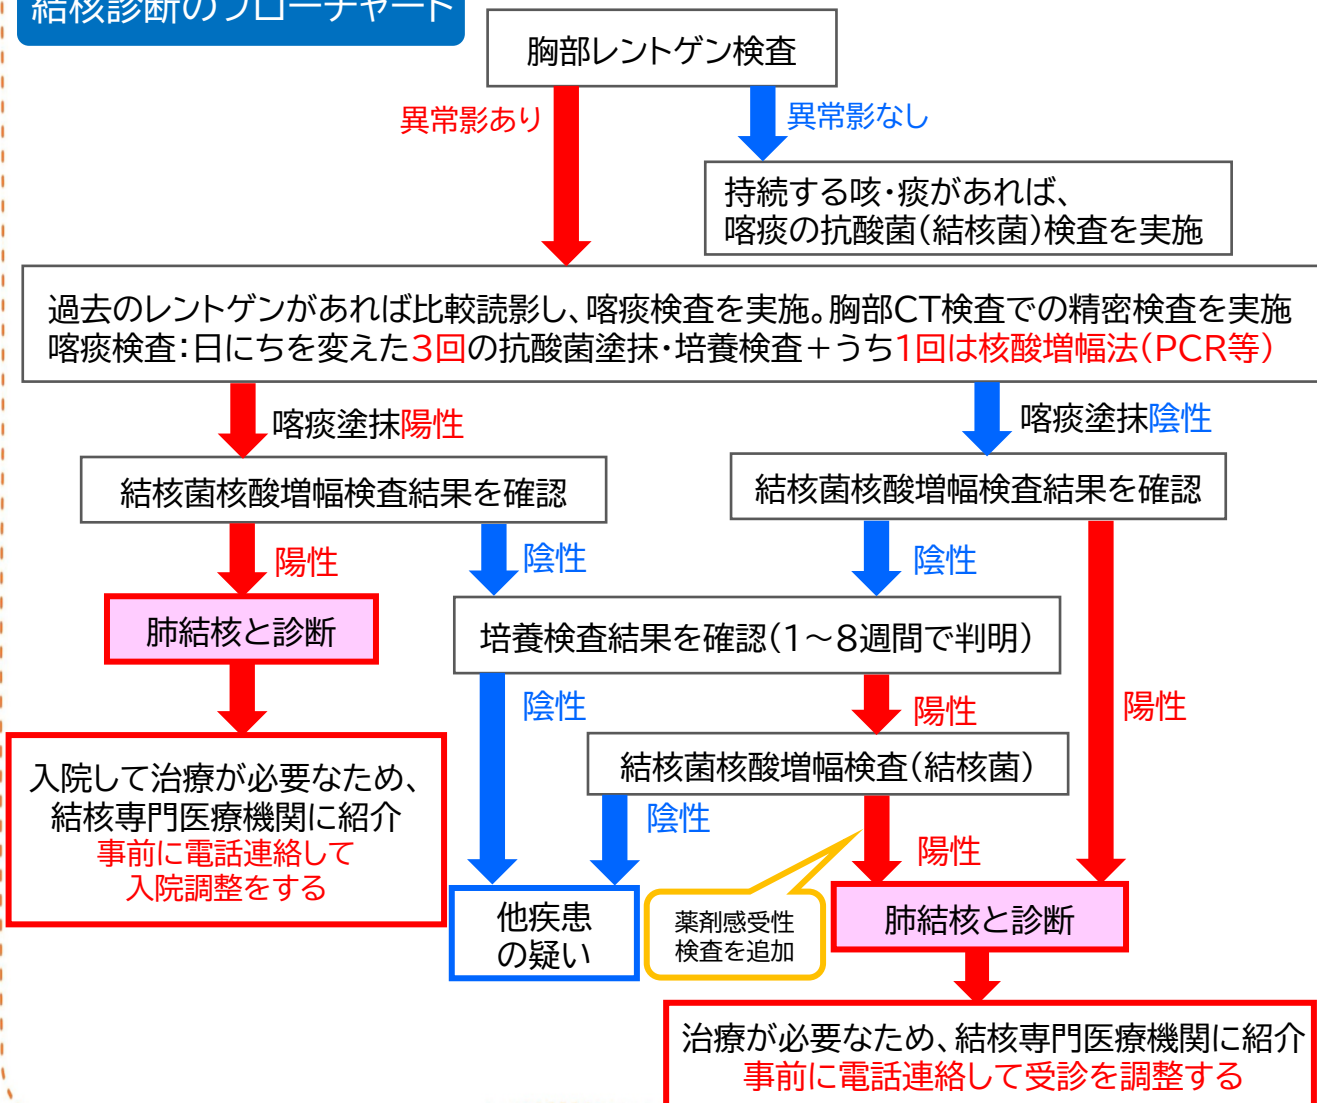 結核診断のフローチャート
胸部レントゲン検査
異常影あり
異常影なし
持続する咳・痰があれば、
喀痰の抗酸菌(結核菌)検査を実施
過去のレントゲンがあれば比較読影し、喀痰検査を実施。胸部CT検査での精密検査を実施
喀痰検査:日にちを変えた3回の抗酸菌塗抹・培養検査+うち1回は核酸増幅法(PCR等)
喀痰塗抹陽性
喀痰塗抹陰性
結核菌核酸増幅検査結果を確認
結核菌核酸増幅検査結果を確認
陽性
陰性
陰性
陽性
肺結核と診断
培養検査結果を確認(1〜8週間で判明)
陰性
陽性
入院して治療が必要なため、
結核専門医療機関に紹介
事前に電話連絡して
入院調整をする
結核菌核酸増幅検査(結核菌)
陰性
陽性
他疾患
の疑い
薬剤感受性
検査を追加
肺結核と診断
治療が必要なため、結核専門医療機関に紹介
事前に電話連絡して受診を調整する